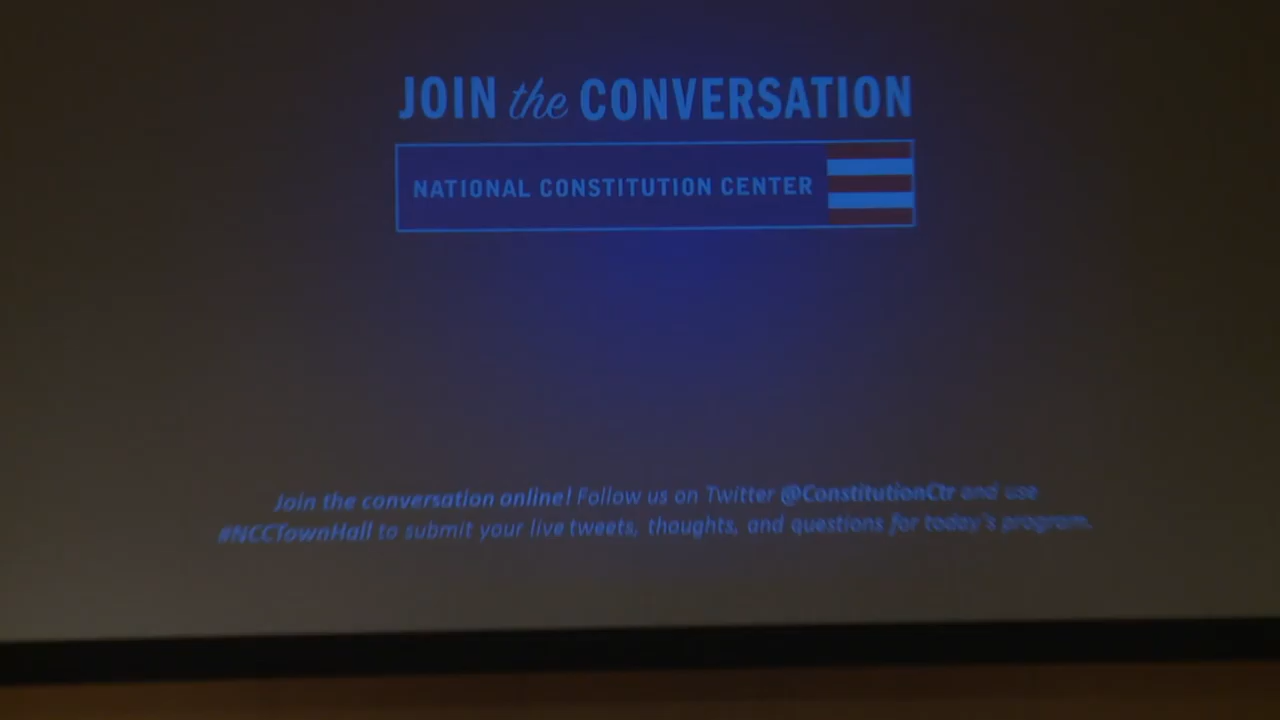 JOIN the CONVERSATION
NATIONAL CONSTITUTION CENTER
Join the conversation online! Follow us on Twitter @ConstitutionCtr and use
#NCCTownHall to submit your live tweets, thoughts, and questions for today's program.